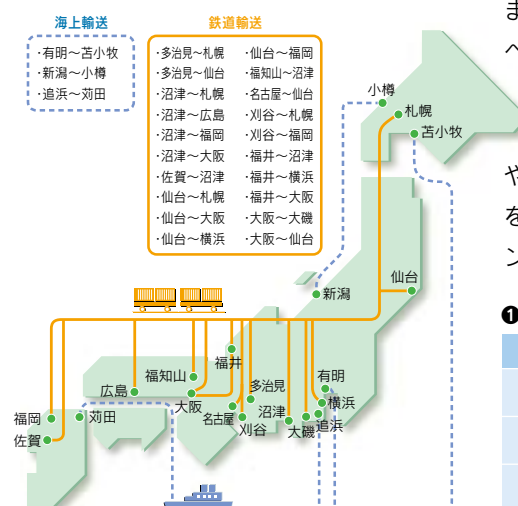 海上輸送
・有明～苫小牧
・新潟～小樽
・追浜～苅田
鉄道輸送
・多治見～札幌 ・仙台～福岡
・多治見～仙台 ・福知山～沼津
・沼津～札幌 ・名古屋～仙台
・沼津～広島 ・刈谷～札幌
・沼津～福岡 ・刈谷～福岡
・沼津～大阪 ・福井～沼津
・佐賀～沼津 ・福井～横浜
・仙台～札幌 ・福井～大阪
・仙台～大阪 ・大阪～大磯
・仙台～横浜 ・大阪～仙台
小樽
札幌
苫小牧
仙台
新潟
福井
福知山
広島
大阪
多治見
名古屋
刈谷
沼津
大磯
有明
横浜
追浜
福岡
佐賀
苅田
ま
へ
や
を
ン
❶